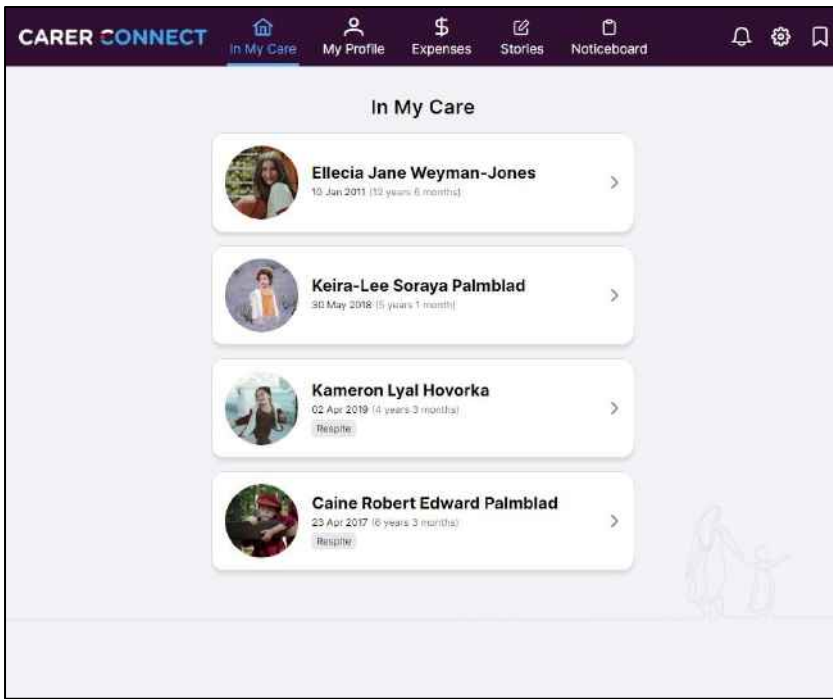 CARER CONNECT
In My Care
My Profile
Expenses
Stories
Noticeboard
In My Care
Ellecia Jane Weyman-Jones
10 Jan 2011 (12 years 6 months)
Keira-Lee Soraya Palmblad
30 May 2018 (5 years 1 month)
Kameron Lyal Hovorka
02 Apr 2019 (4 years 3 months)
Respite
Caine Robert Edward Palmblad
23 Apr 2017 (6 years 3 months)
Respite